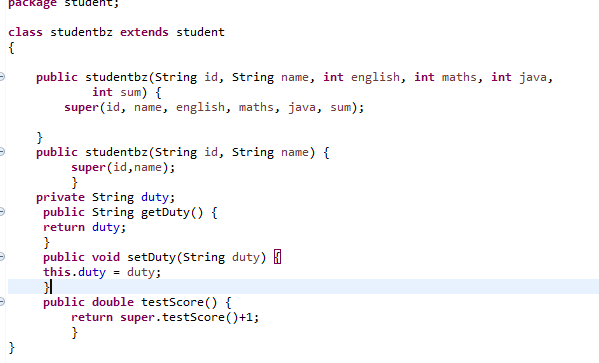 package student;
class studentbz extends student
{
public studentbz(String id, String name, int english, int maths, int java,
int sum) {
super(id, name, english, maths, java, sum);
}
public studentbz(String id, String name) {
super(id,name);
}
private String duty;
public String getDuty() {
return duty;
}
public void setDuty(String duty) {
this.duty = duty;
}
public double testScore() {
return super.testScore()+1;
}
}